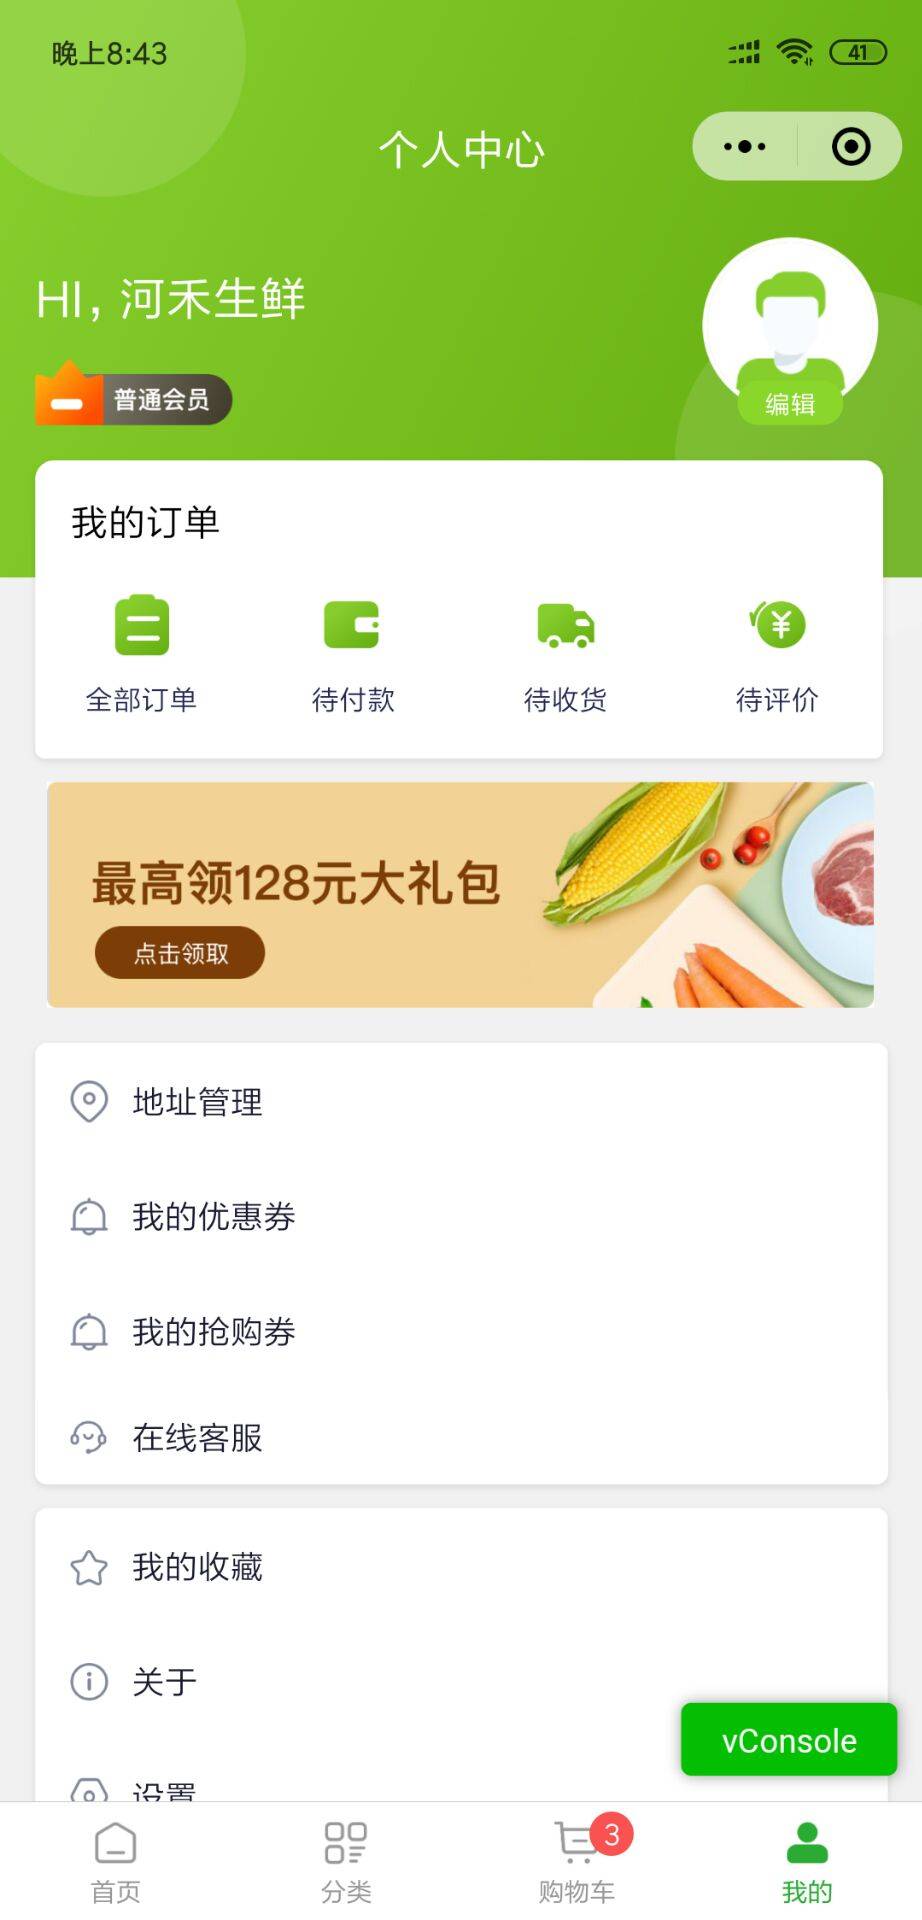 晚上8:43
41
个人中心
HI, 河禾生鲜
普通会员
编辑
我的订单
全部订单 待付款 待收货 待评价
最高领128元大礼包
点击领取
地址管理
我的优惠券
我的抢购券
在线客服
我的收藏
关于
vConsole
设置
3
首页 分类 购物车 我的